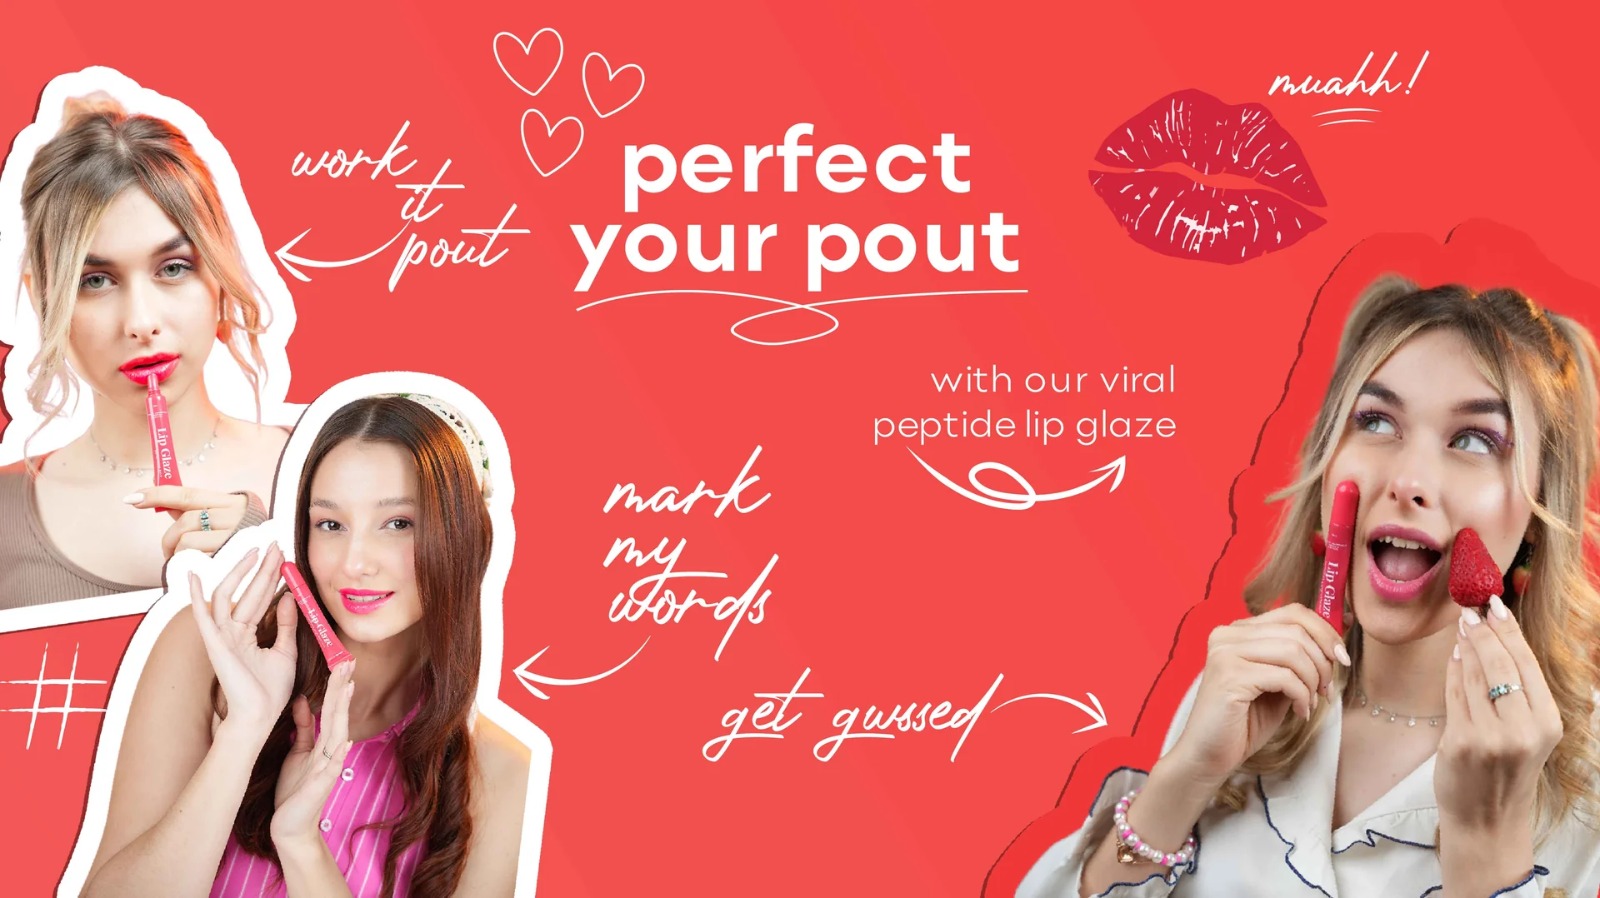 muahh!
work
it
pout
perfect
your pout
with our viral
peptide lip glaze
mark
my
words
get gwssed
#
Lip Glaze
Lip Glaze
Lip Glaze